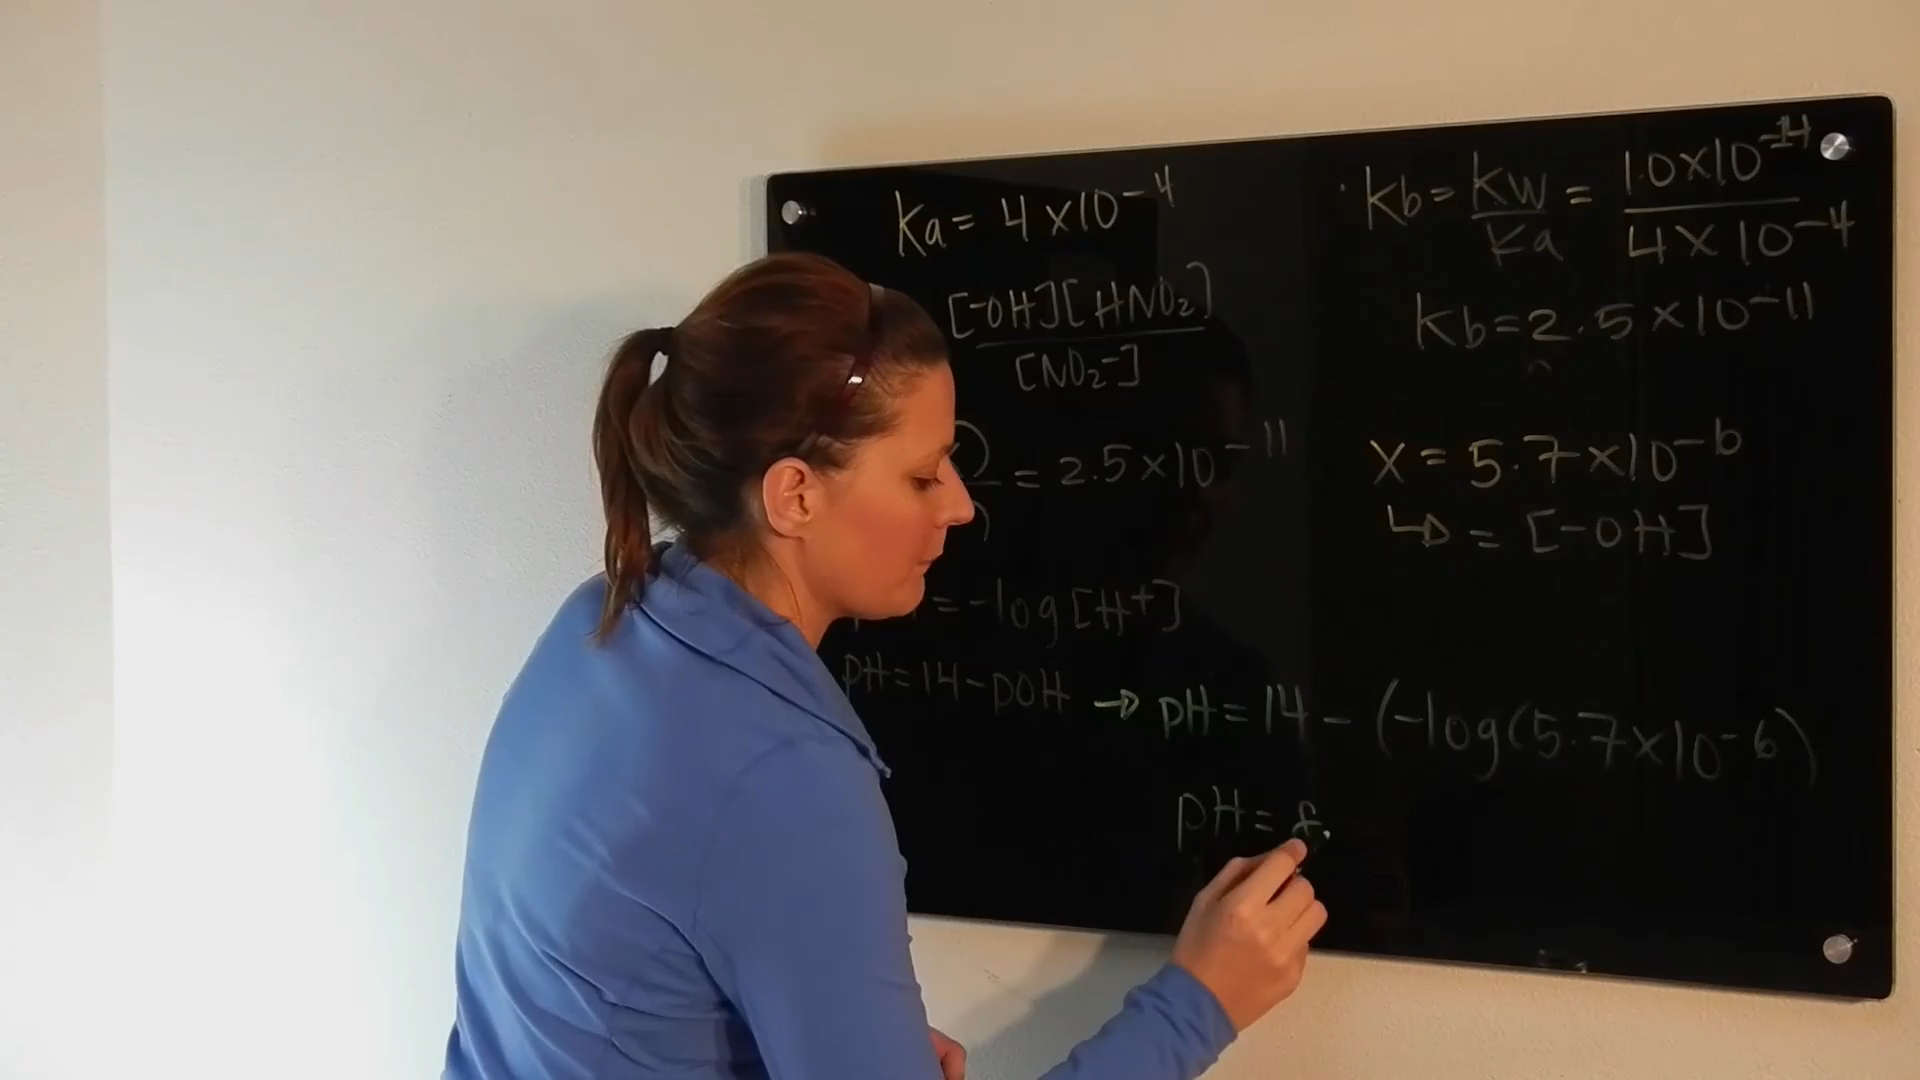 Ka = 4 x 10⁻⁴
[-OH][HNO₂]
[NO₂-]
= 2.5 x 10⁻¹¹
= -log[H+]
pH = 14 - pOH → pH = 14 - (-log(5.7 x 10⁻⁶)
pH = 8.
Kb = Kw/Ka = 1.0 x 10⁻¹⁴/4 x 10⁻⁴
Kb = 2.5 x 10⁻¹¹
x = 5.7 x 10⁻⁶
↳ = [-OH]